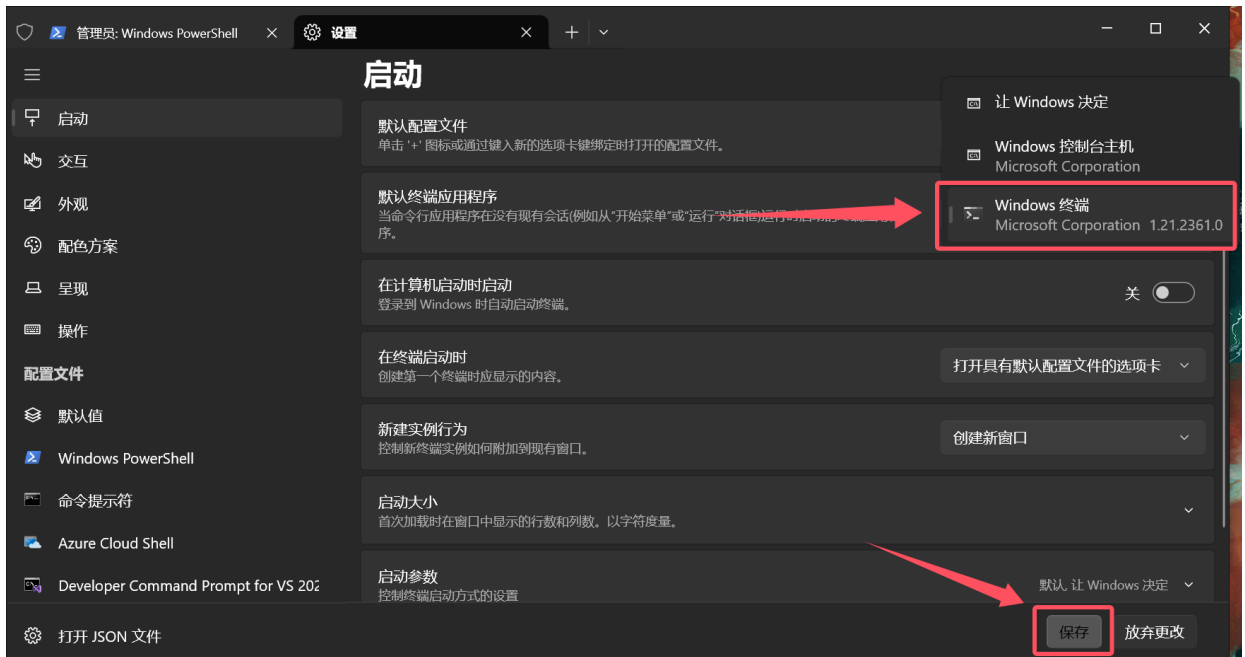 管理员: Windows PowerShell
设置
启动
交互
外观
配色方案
呈现
操作
配置文件
默认值
Windows PowerShell
命令提示符
Azure Cloud Shell
Developer Command Prompt for VS 202
打开 JSON 文件
启动
默认配置文件
单击 '+' 图标或通过键入新的选项卡键绑定时打开的配置文件。
默认终端应用程序
当命令行应用程序在没有现有会话(例如从"开始菜单"或"运行"对话框)运行时启动的
序。
让 Windows 决定
Windows 控制台主机
Microsoft Corporation
Windows 终端
Microsoft Corporation 1.21.2361.0
在计算机启动时启动
登录到 Windows 时自动启动终端。
关
在终端启动时
创建第一个终端时应显示的内容。
打开具有默认配置文件的选项卡
新建实例行为
控制新终端实例如何附加到现有窗口。
创建新窗口
启动大小
首次加载时在窗口中显示的行数和列数。以字符度量。
启动参数
控制终端启动方式的设置
默认, 让 Windows 决定
保存
放弃更改